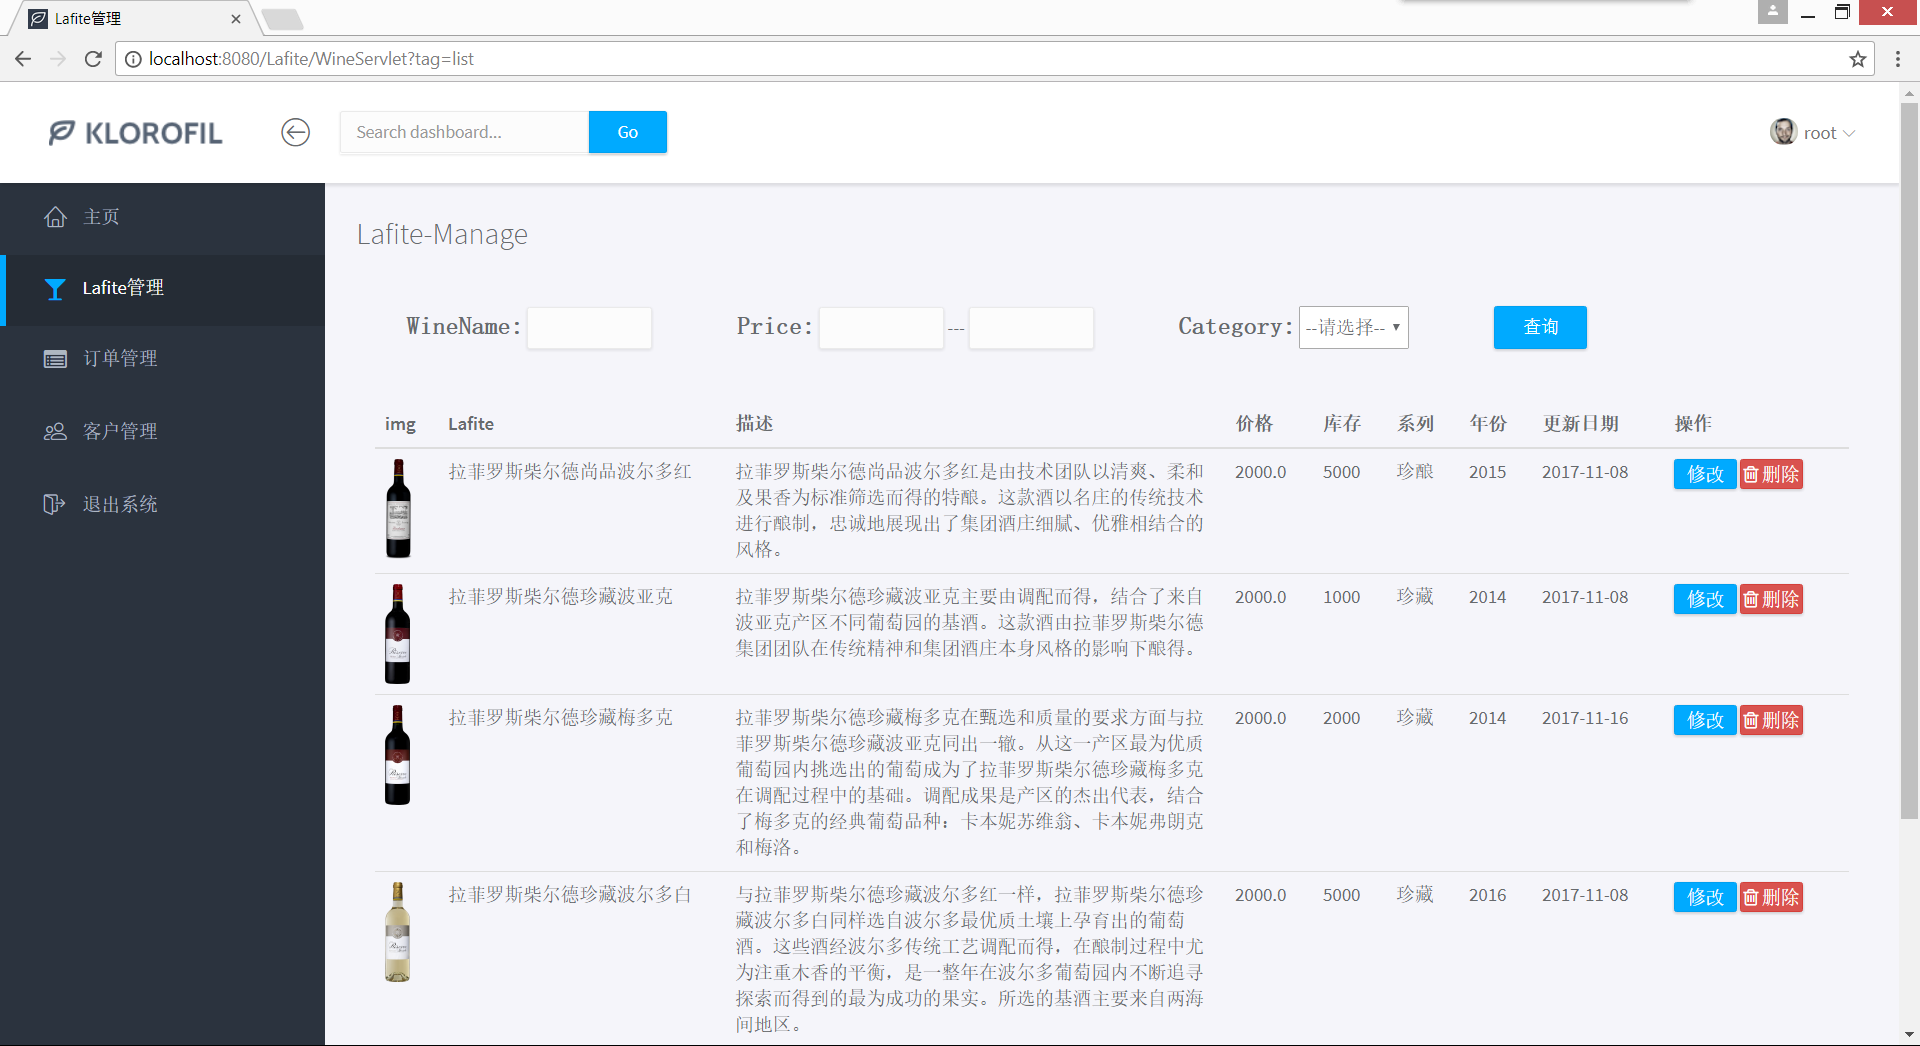 Lafite管理
localhost:8080/Lafite/WineServlet?tag=list
KLOROFIL
Search dashboard...
Go
root
主页
Lafite管理
订单管理
客户管理
退出系统
Lafite-Manage
WineName:
Price: ---
Category: --请选择--
查询
img Lafite 描述 价格 库存 系列 年份 更新日期 操作
拉菲罗斯柴尔德尚品波尔多红 拉菲罗斯柴尔德尚品波尔多红是由技术团队以清爽、柔和 2000.0 5000 珍酿 2015 2017-11-08 修改 删除
及果香为标准筛选而得的特酿。这款酒以名庄的传统技术
进行酿制，忠诚地展现出了集团酒庄细腻、优雅相结合的
风格。
拉菲罗斯柴尔德珍藏波亚克 拉菲罗斯柴尔德珍藏波亚克主要由调配而得，结合了来自 2000.0 1000 珍藏 2014 2017-11-08 修改 删除
波亚克产区不同葡萄园的基酒。这款酒由拉菲罗斯柴尔德
集团团队在传统精神和集团酒庄本身风格的影响下酿得。
拉菲罗斯柴尔德珍藏梅多克 拉菲罗斯柴尔德珍藏梅多克在甄选和质量的要求方面与拉 2000.0 2000 珍藏 2014 2017-11-16 修改 删除
菲罗斯柴尔德珍藏波亚克同出一辙。从这一产区最为优质
葡萄园内挑选出的葡萄成为了拉菲罗斯柴尔德珍藏梅多克
在调配过程中的基础。调配成果是产区的杰出代表，结合
了梅多克的经典葡萄品种：卡本妮苏维翁、卡本妮弗朗克
和梅洛。
拉菲罗斯柴尔德珍藏波尔多白 与拉菲罗斯柴尔德珍藏波尔多红一样，拉菲罗斯柴尔德珍 2000.0 5000 珍藏 2016 2017-11-08 修改 删除
藏波尔多白同样选自波尔多最优质土壤上孕育出的葡萄
酒。这些酒经波尔多传统工艺调配而得，在酿制过程中尤
为注重木香的平衡，是一整年在波尔多葡萄园内不断追寻
探索而得到的最为成功的果实。所选的基酒主要来自两海
间地区。